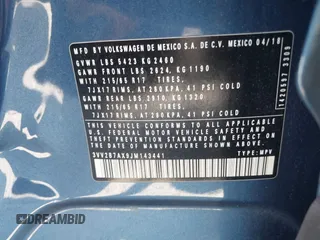 MFD BY VOLKSWAGEN DE MEXICO S.A. DE C.V. MEXICO 04/18
GVWR LBS 5423 KG 2460
GAWR FRONT LBS 2624, KG 1190
WITH 215/65 R17 TIRES,
7JX17 RIMS, AT 280 KPA, 41 PSI COLD
GAWR REAR LBS 2910, KG 1320
WITH 215/65 R17 TIRES,
7JX17 RIMS, AT 280 KPA, 41 PSI COLD
THIS VEHICLE CONFORMS TO ALL APPLICABLE
U.S. FEDERAL MOTOR VEHICLE SAFETY AND
THEFT PREVENTION STANDARDS IN EFFECT ON THE
DATE OF MANUFACTURE SHOWN ABOVE
3VV2B7AX9JM143441 TYPE: MPV
DREAMBID